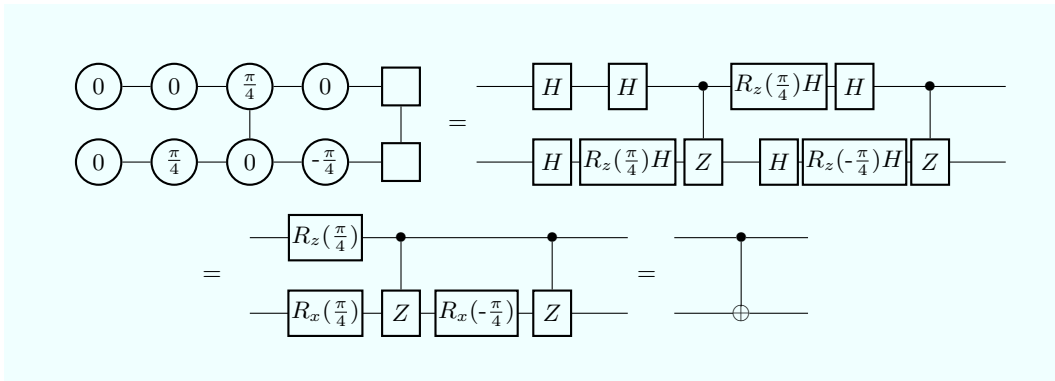 0 0 π/4 0 = H H R_z(π/4)H H
0 π/4 0 -π/4 H R_z(π/4)H Z H R_z(-π/4)H Z
= R_z(π/4) =
R_x(π/4) Z R_x(-π/4) Z